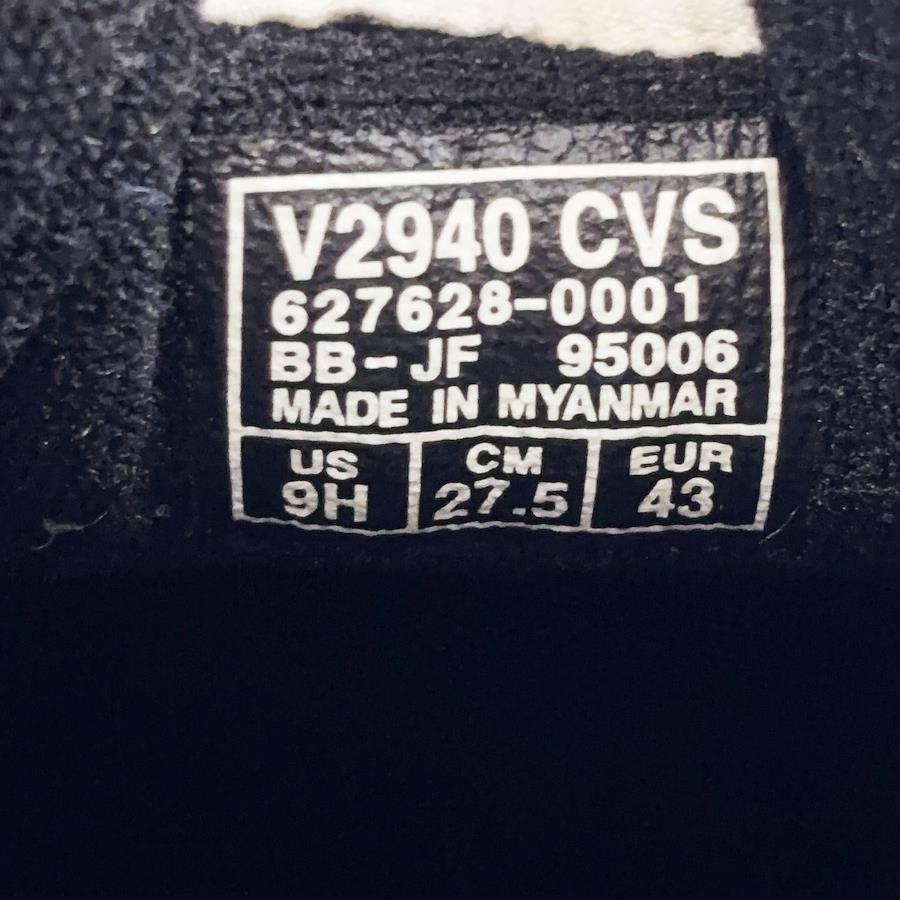 V2940 CVS
627628-0001
BB-JF 95006
MADE IN MYANMAR
US CM EUR
9H 27.5 43